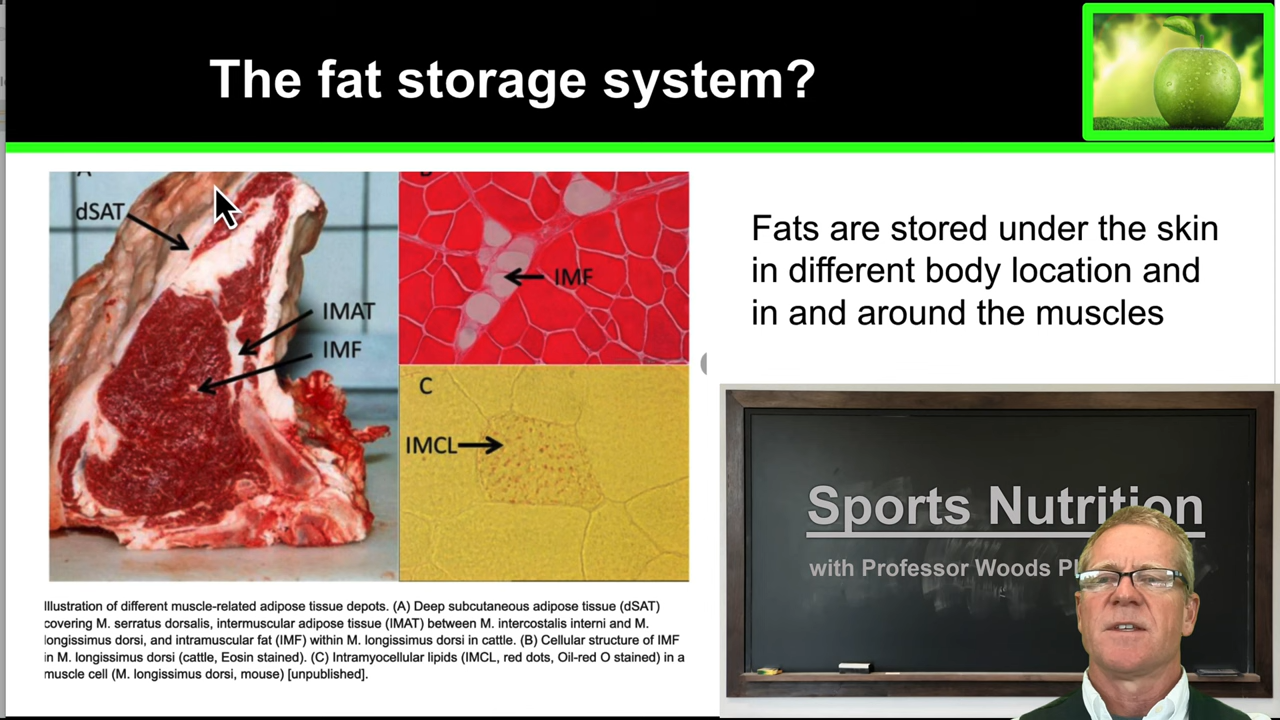 The fat storage system?
dSAT
IMAT
IMF
IMF
C
IMCL
Fats are stored under the skin
in different body location and
in and around the muscles
Sports Nutrition
with Professor Woods
Illustration of different muscle-related adipose tissue depots. (A) Deep subcutaneous adipose tissue (dSAT)
covering M. serratus dorsalis, intermuscular adipose tissue (IMAT) between M. intercostalis interni and M.
longissimus dorsi, and intramuscular fat (IMF) within M. longissimus dorsi in cattle. (B) Cellular structure of IMF
in M. longissimus dorsi (cattle, Eosin stained). (C) Intramyocellular lipids (IMCL, red dots, Oil-red O stained) in a
muscle cell (M. longissimus dorsi, mouse) [unpublished].